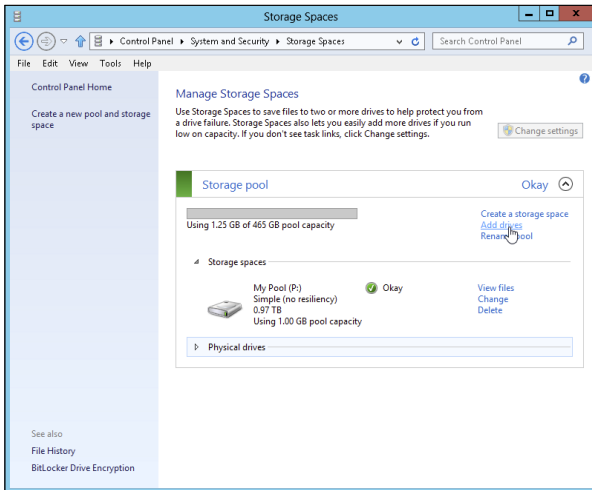 Storage Spaces
Control Panel ▸ System and Security ▸ Storage Spaces
Search Control Panel
File Edit View Tools Help
Control Panel Home
Create a new pool and storage
space
Manage Storage Spaces
Use Storage Spaces to save files to two or more drives to help protect you from
a drive failure. Storage Spaces also lets you easily add more drives if you run
low on capacity. If you don't see task links, click Change settings.
Change settings
Storage pool
Okay
Using 1.25 GB of 465 GB pool capacity
Create a storage space
Add drives
Rename pool
Storage spaces
My Pool (P:)
Simple (no resiliency)
0.97 TB
Using 1.00 GB pool capacity
Okay
View files
Change
Delete
Physical drives
See also
File History
BitLocker Drive Encryption